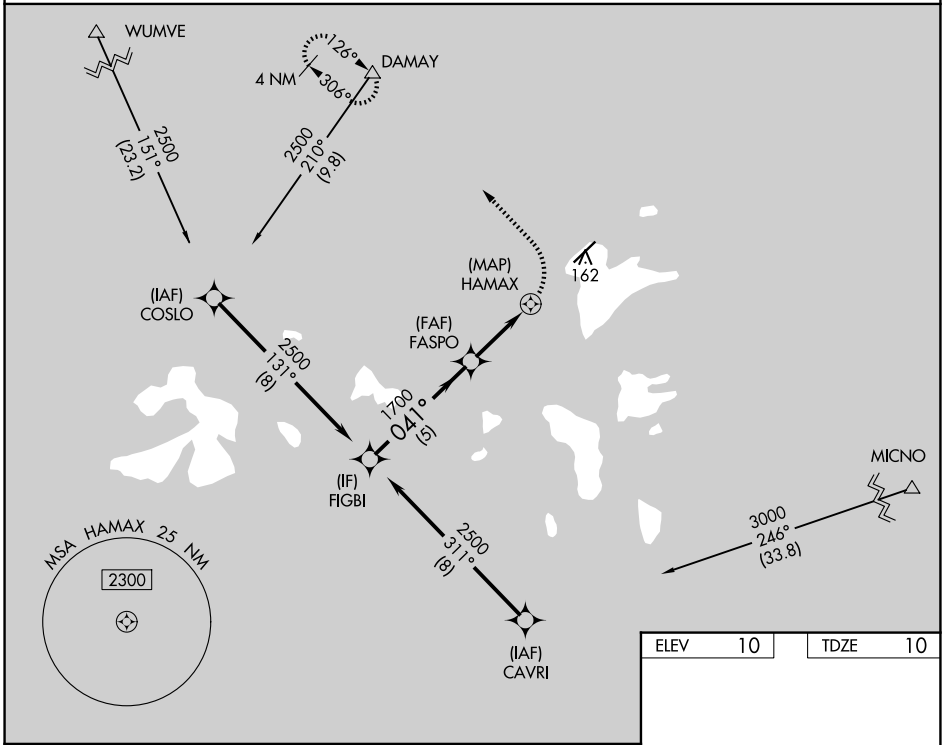 WUMVE
2500
151°
(23.2)
4 NM
126°
306°
DAMAY
2500
210°
(9.8)
(IAF)
COSLO
2500
131°
(8)
(MAP)
HAMAX
162
(FAF)
FASPO
1700
041°
(5)
(IF)
FIGBI
2500
311°
(8)
MICNO
3000
246°
(33.8)
MSA HAMAX 25 NM
2300
(IAF)
CAVRI
ELEV 10
TDZE 10